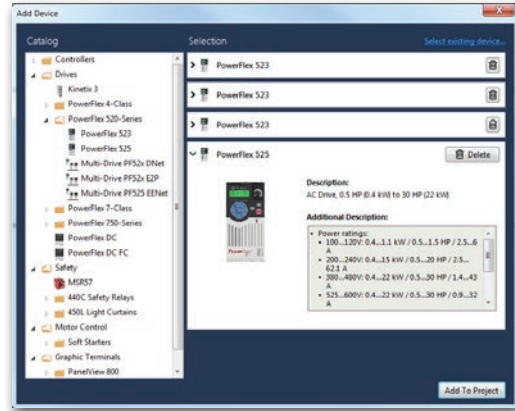 Add Device
Catalog
Controllers
Drives
Kinetix 3
PowerFlex 4-Class
PowerFlex 520-Series
PowerFlex 523
PowerFlex 525
Multi-Drive PF52x DNet
Multi-Drive PF52x E2P
Multi-Drive PF525 EENet
PowerFlex 7-Class
PowerFlex 750-Series
PowerFlex DC
PowerFlex DC FC
Safety
MSR57
440C Safety Relays
450L Light Curtains
Motor Control
Soft Starters
Graphic Terminals
PanelView 800
Selection
Select existing device...
PowerFlex 523
PowerFlex 523
PowerFlex 523
PowerFlex 525
Delete
Description:
AC Drive, 0.5 HP (0.4 kW) to 30 HP (22 kW)
Additional Description:
• Power ratings:
• 100...120V: 0.4...1.1 kW / 0.5...1.5 HP / 2.5...6
A
• 200...240V: 0.4...15 kW / 0.5...20 HP / 2.5...
62.1 A
• 380...480V: 0.4...22 kW / 0.5...30 HP / 1.4...43
A
• 525...600V: 0.4...22 kW / 0.5...30 HP / 0.9...32
A
Add To Project